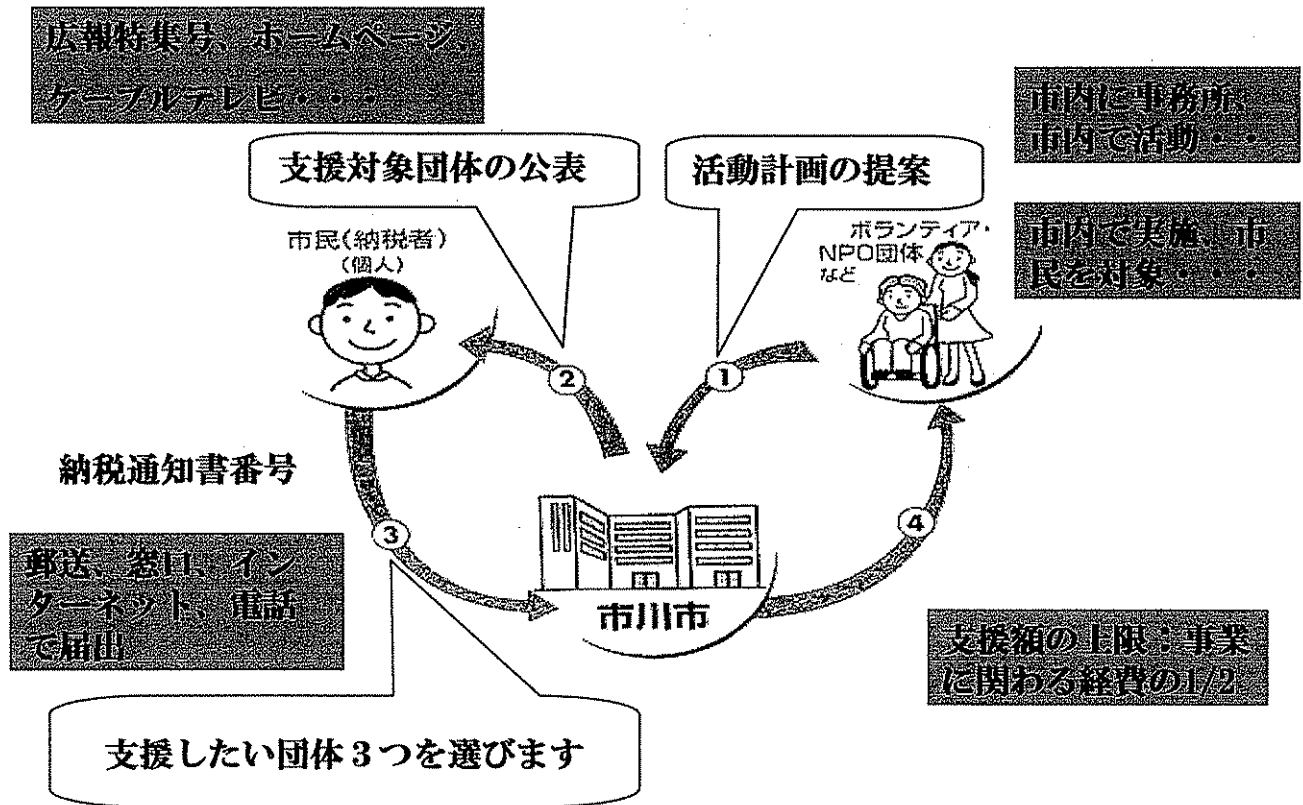 広報特集号、ホームページ、
ケーブルテレビ・・・
市内に事務所、
市内で活動・・
支援対象団体の公表
活動計画の提案
市民(納税者)
(個人)
ボランティア・
NPO団体
など
市内で実施、市
民を対象・・・
②
①
納税通知書番号
③
④
郵送、窓口、イン
ターネット、電話
で届出
市川市
支援額の上限：事業
に関わる経費の1/2
支援したい団体３つを選びます